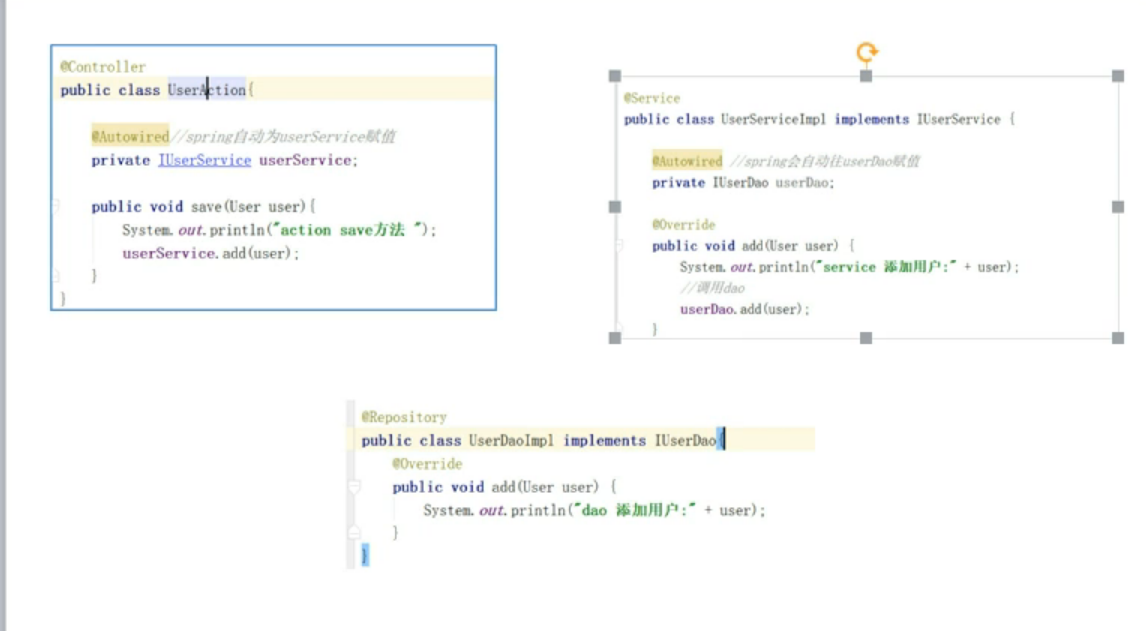 @Controller
public class UserAction{
@Autowired//spring自动为userService赋值
private IUserService userService;
public void save(User user){
System.out.println("action save方法 ");
userService.add(user);
}
}
@Service
public class UserServiceImpl implements IUserService {
@Autowired //spring会自动往userDao赋值
private IUserDao userDao;
@Override
public void add(User user) {
System.out.println("service 添加用户:" + user);
//调用dao
userDao.add(user);
}
@Repository
public class UserDaoImpl implements IUserDao{
@Override
public void add(User user) {
System.out.println("dao 添加用户:" + user);
}
}